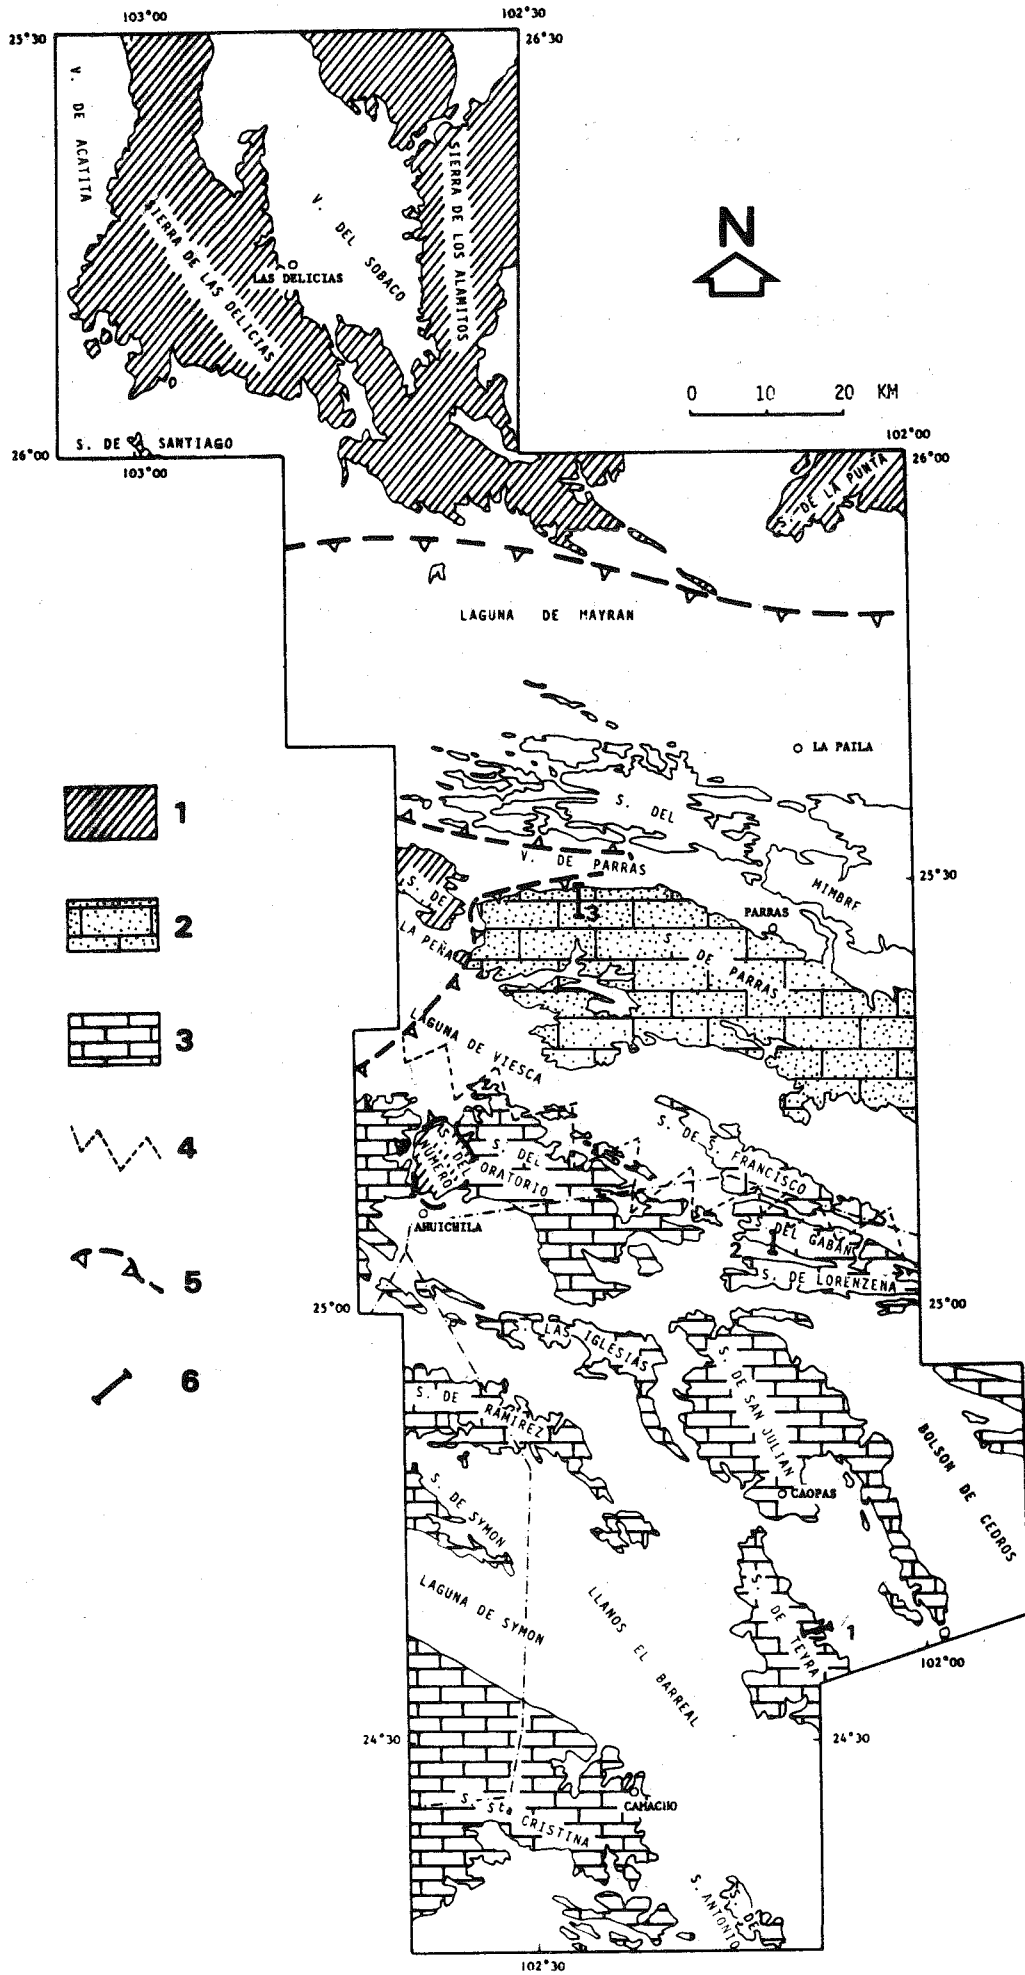 103°00
102°30
25°30
26°30
V. DE ACATITA
SIERRA DE LAS DELICIAS
LAS DELICIAS
V. DEL SOBACO
SIERRA DE LOS ALAMITOS
N
0 10 20 KM
S. DE SANTIAGO
26°00
103°00
102°00
26°00
S. DE LA PUNTA
LAGUNA DE MAYRAN
LA PAILA
S. DEL MIMBRE
V. DE PARRAS
25°30
S. DE LA PEÑA
3
PARRAS
S. DE PARRAS
LAGUNA DE VIESCA
1
2
3
4
5
6
S. DEL NUMERO
S. DEL ORATORIO
S. DE S. FRANCISCO
AHUICHILA
S. DEL GABAN
2
S. DE LORENZEÑA
25°00
25°00
S. LAS IGLESIAS
S. DE SAN JULIAN
S. DE RAMIREZ
BOLSON DE CEDROS
CAOPAS
S. DE SYMON
LAGUNA DE SYMON
LLANOS EL BARREAL
S. DE TEYRA
1
102°00
24°30
24°30
CAMACHO
S. Sta CRISTINA
S. DE S. ANTONIO
102°30